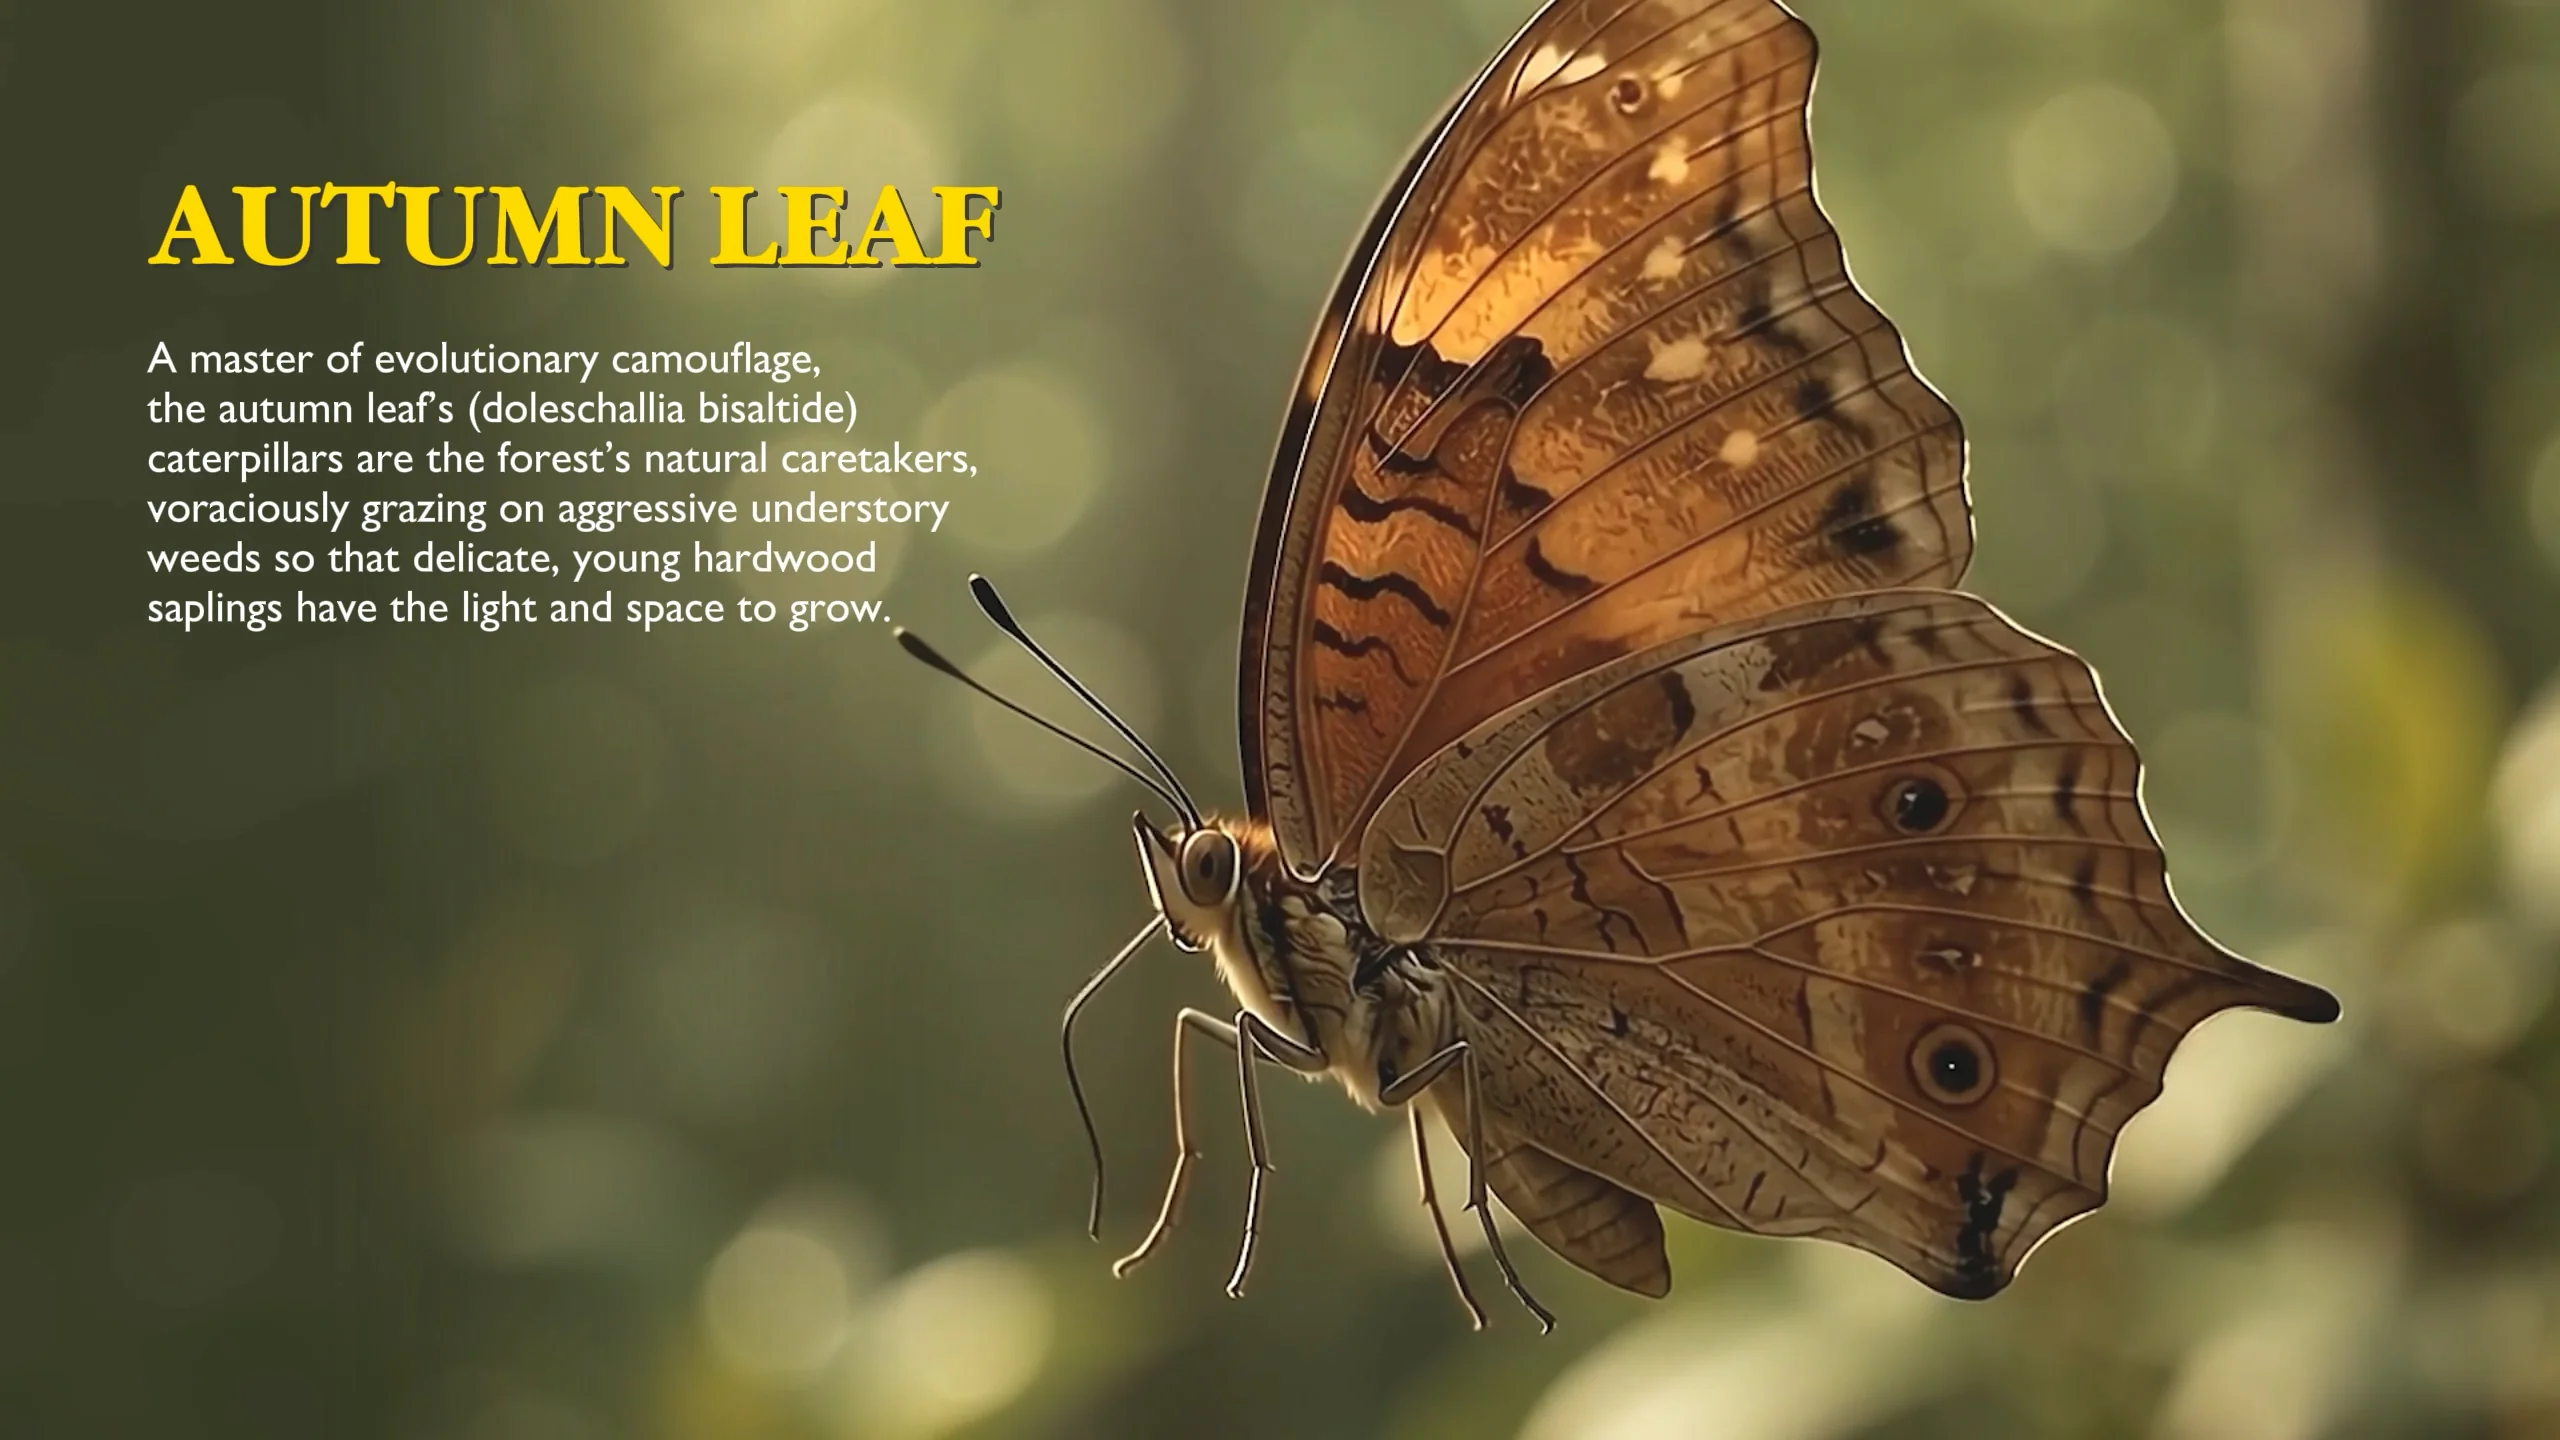 AUTUMN LEAF
A master of evolutionary camouflage,
the autumn leaf’s (doleschallia bisaltide)
caterpillars are the forest’s natural caretakers,
voraciously grazing on aggressive understory
weeds so that delicate, young hardwood
saplings have the light and space to grow.